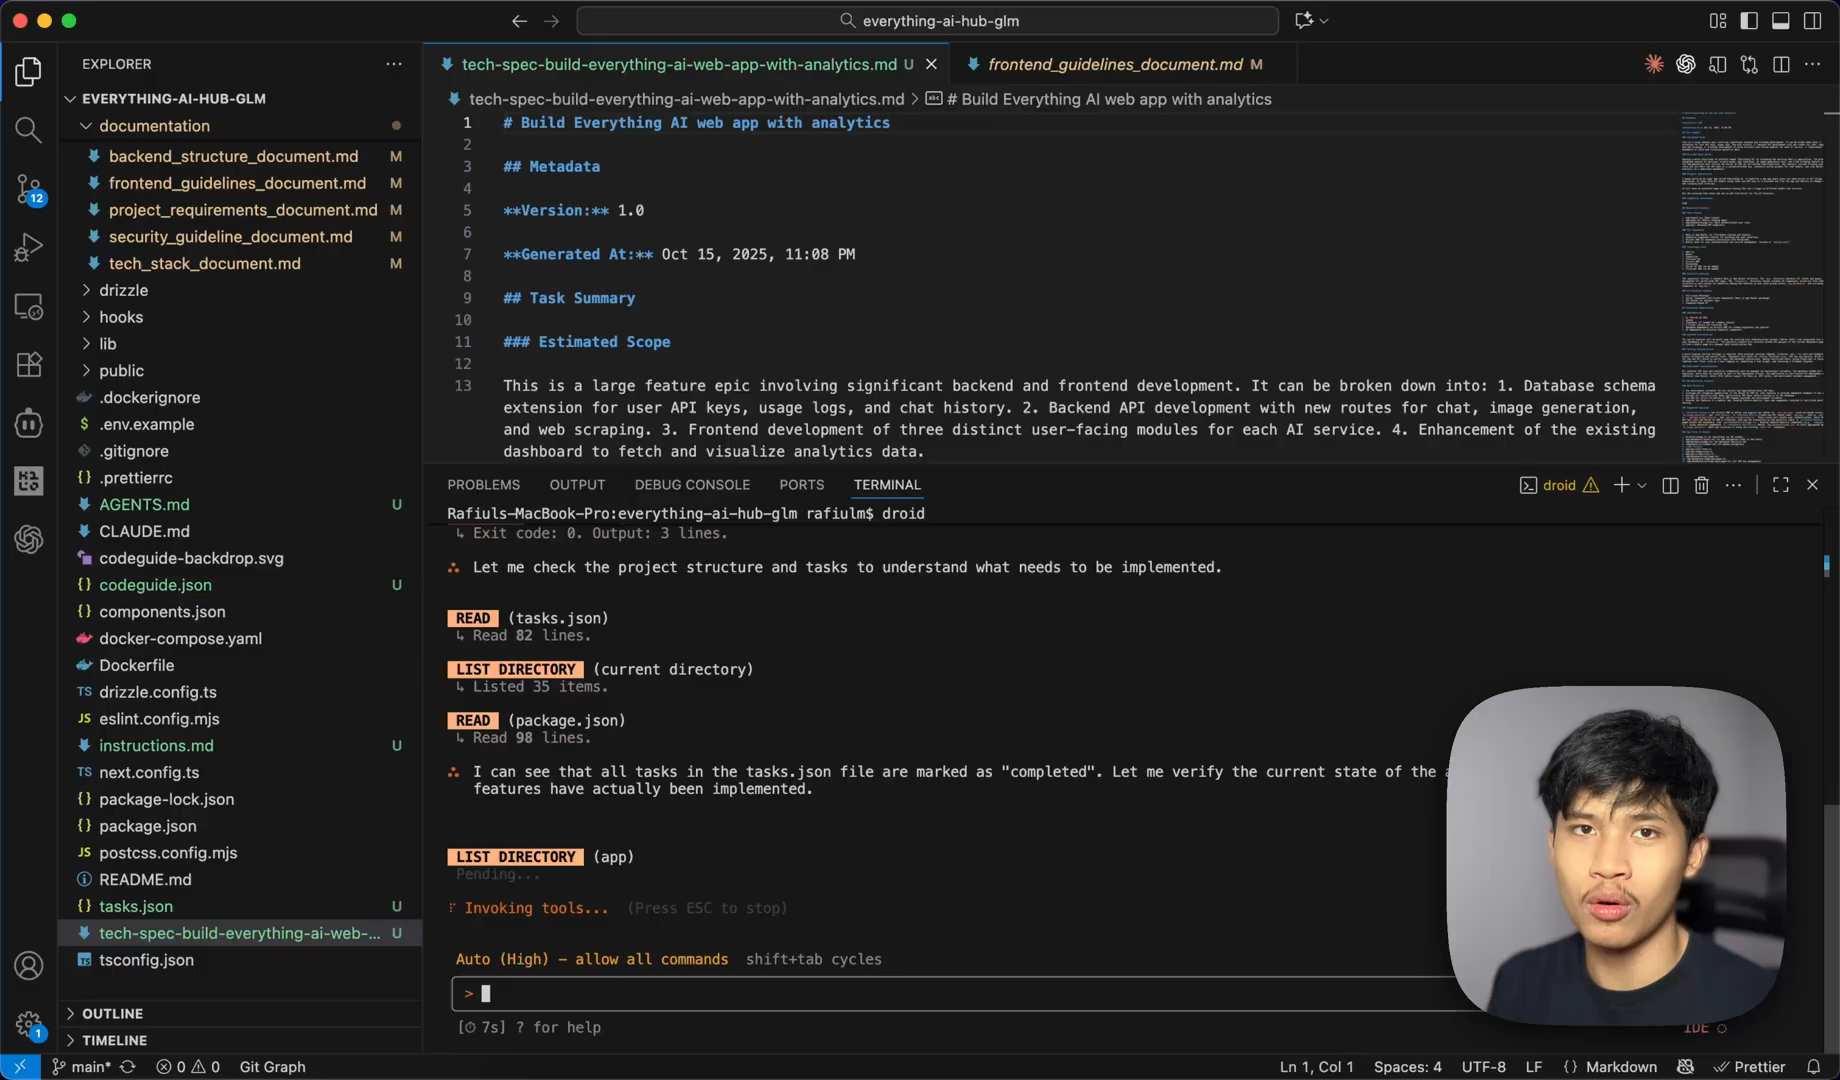 everything-ai-hub-glm
EXPLORER
EVERYTHING-AI-HUB-GLM
documentation
backend_structure_document.md M
frontend_guidelines_document.md M
project_requirements_document.md M
security_guideline_document.md M
tech_stack_document.md M
drizzle
hooks
lib
public
.dockerignore
$ .env.example
.gitignore
{} .prettierrc
AGENTS.md U
CLAUDE.md
codeguide-backdrop.svg
{} codeguide.json U
{} components.json
docker-compose.yaml
Dockerfile
TS drizzle.config.ts
JS eslint.config.mjs
instructions.md U
TS next.config.ts
{} package-lock.json
{} package.json
JS postcss.config.mjs
README.md
{} tasks.json U
tech-spec-build-everything-ai-web-... U
tsconfig.json
OUTLINE
TIMELINE
12
1
tech-spec-build-everything-ai-web-app-with-analytics.md U
frontend_guidelines_document.md M
tech-spec-build-everything-ai-web-app-with-analytics.md > # Build Everything AI web app with analytics
1 # Build Everything AI web app with analytics
2
3 ## Metadata
4
5 **Version:** 1.0
6
7 **Generated At:** Oct 15, 2025, 11:08 PM
8
9 ## Task Summary
10
11 ### Estimated Scope
12
13 This is a large feature epic involving significant backend and frontend development. It can be broken down into: 1. Database schema
extension for user API keys, usage logs, and chat history. 2. Backend API development with new routes for chat, image generation,
and web scraping. 3. Frontend development of three distinct user-facing modules for each AI service. 4. Enhancement of the existing
dashboard to fetch and visualize analytics data.
PROBLEMS OUTPUT DEBUG CONSOLE PORTS TERMINAL
droid
Rafiuls-MacBook-Pro:everything-ai-hub-glm rafiulm$ droid
↳ Exit code: 0. Output: 3 lines.
Let me check the project structure and tasks to understand what needs to be implemented.
READ (tasks.json)
↳ Read 82 lines.
LIST DIRECTORY (current directory)
↳ Listed 35 items.
READ (package.json)
↳ Read 98 lines.
I can see that all tasks in the tasks.json file are marked as "completed". Let me verify the current state of the
features have actually been implemented.
LIST DIRECTORY (app)
Pending...
Invoking tools... (Press ESC to stop)
Auto (High) – allow all commands shift+tab cycles
>
[⏱ 7s] ? for help
IDE
main* 0 0 Git Graph
Ln 1, Col 1 Spaces: 4 UTF-8 LF {} Markdown Prettier